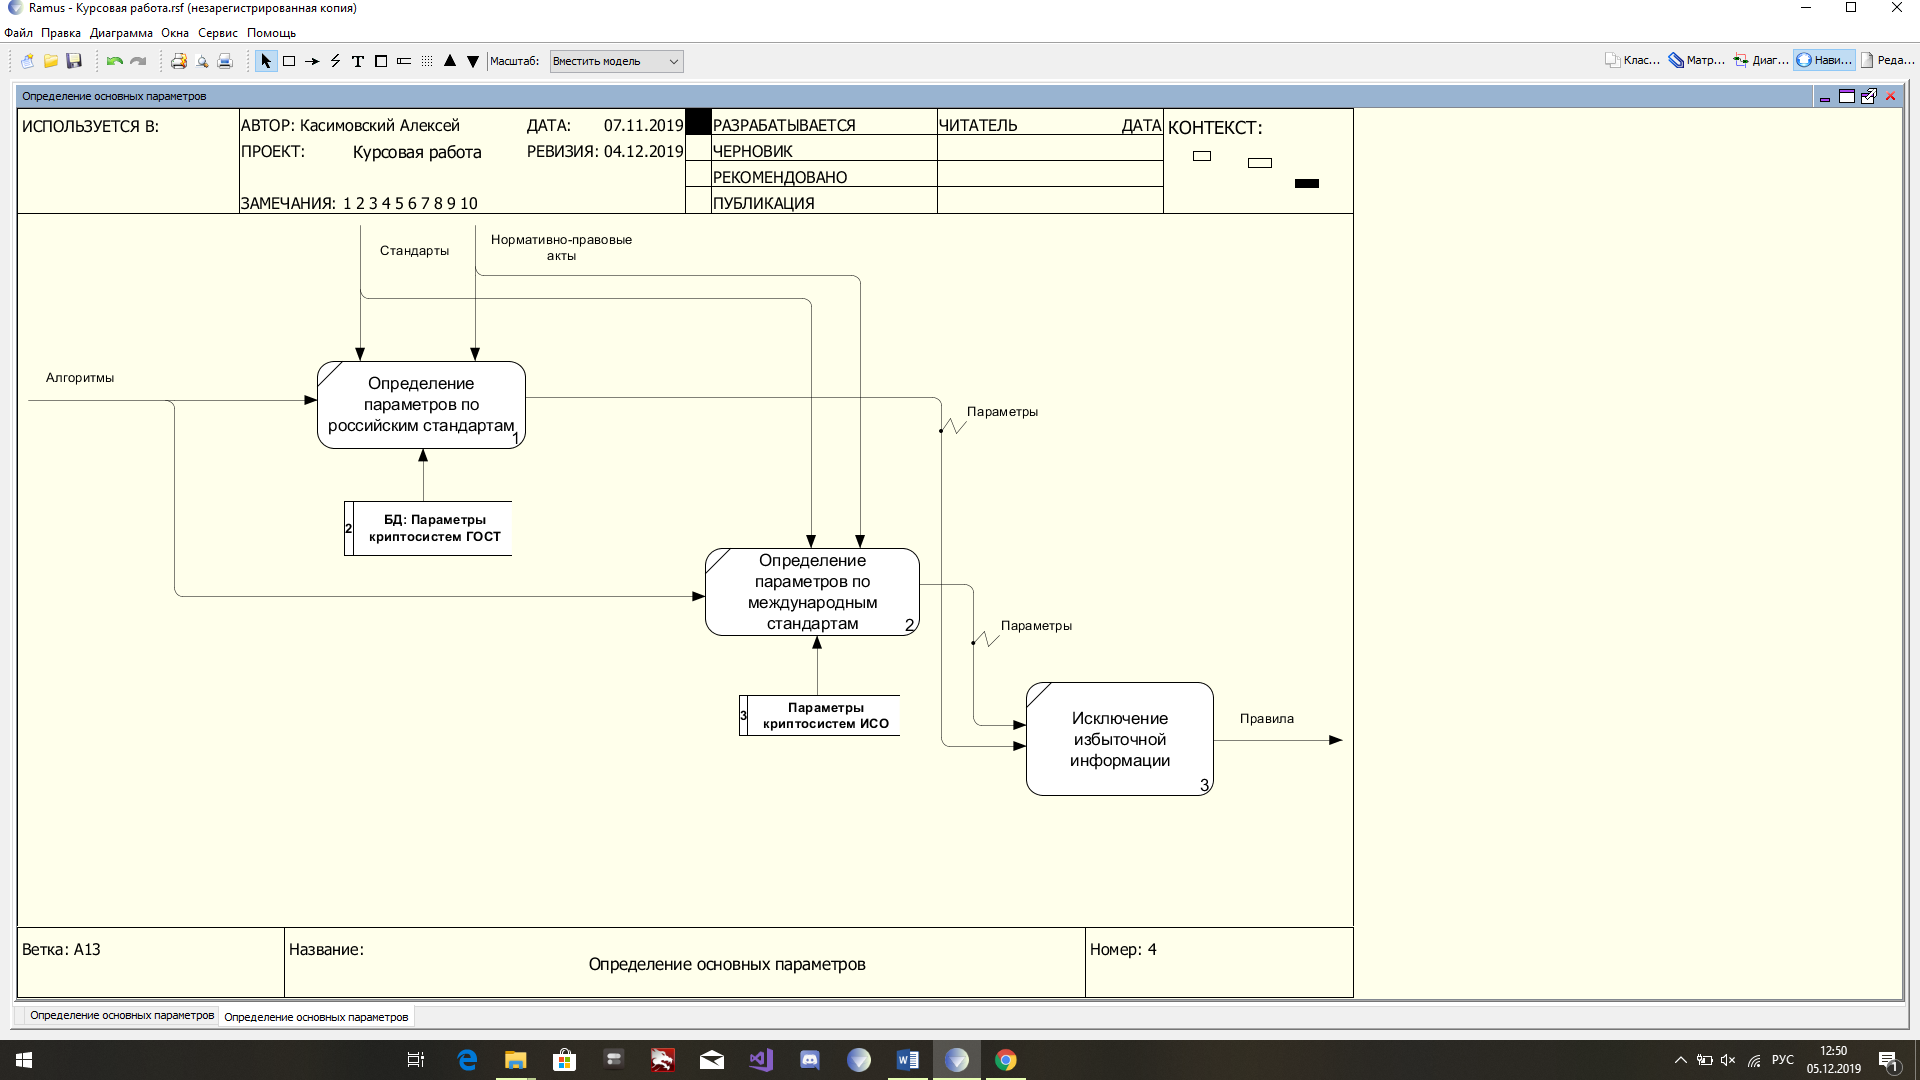 Ramus - Курсовая работа.rsf (незарегистрированная копия)
Файл Правка Диаграмма Окна Сервис Помощь
Масштаб: Вместить модель
Клас... Матр... Диаг... Нави... Реда...
Определение основных параметров
ИСПОЛЬЗУЕТСЯ В:
АВТОР: Касимовский Алексей
ДАТА: 07.11.2019
ПРОЕКТ: Курсовая работа
РЕВИЗИЯ: 04.12.2019
ЗАМЕЧАНИЯ: 1 2 3 4 5 6 7 8 9 10
РАЗРАБАТЫВАЕТСЯ
ЧЕРНОВИК
РЕКОМЕНДОВАНО
ПУБЛИКАЦИЯ
ЧИТАТЕЛЬ ДАТА
КОНТЕКСТ:
Стандарты
Нормативно-правовые
акты
Алгоритмы
Определение
параметров по
российским стандартам
1
Параметры
2
БД: Параметры
криптосистем ГОСТ
Определение
параметров по
международным
стандартам
2
Параметры
3
Параметры
криптосистем ИСО
Исключение
избыточной
информации
3
Правила
Ветка: A13
Название:
Определение основных параметров
Номер: 4
Определение основных параметров
Определение основных параметров
РУС
12:50
05.12.2019
1